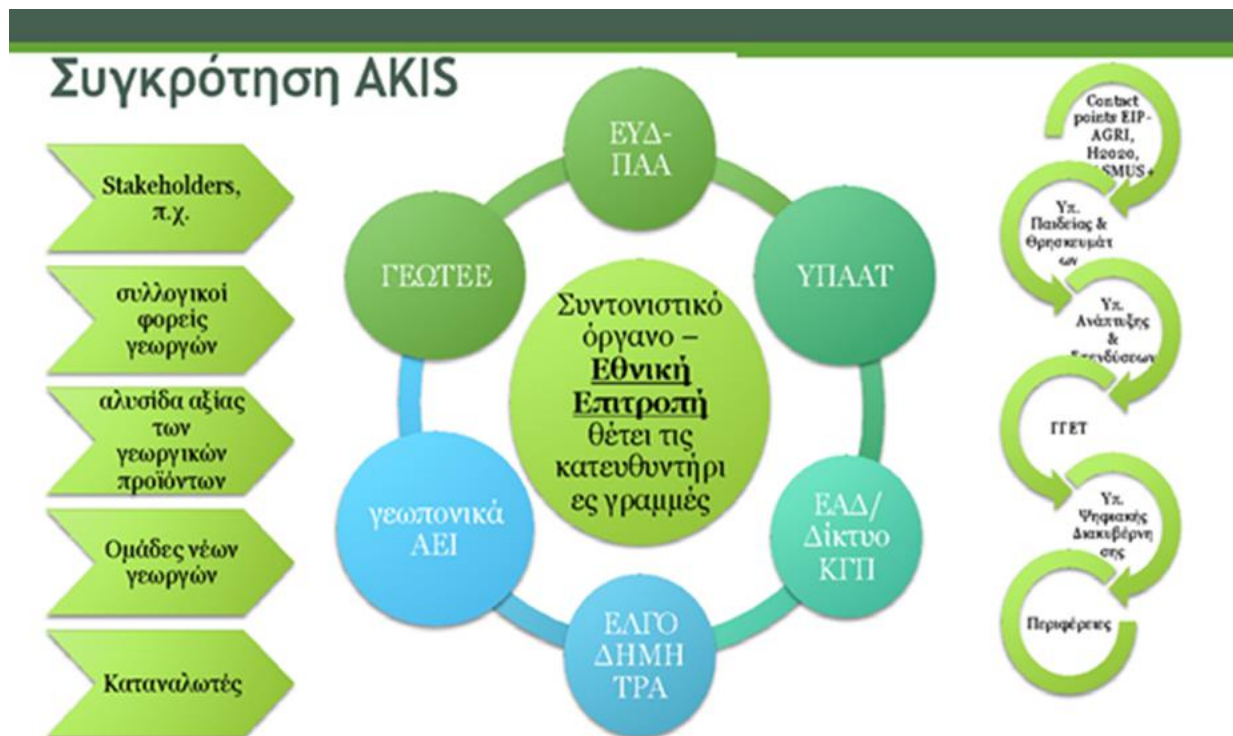 Συγκρότηση AKIS
Stakeholders,
π.χ.
συλλογικοί
φορείς
γεωργών
αλυσίδα αξίας
των
γεωργικών
προϊόντων
Ομάδες νέων
γεωργών
Καταναλωτές
ΕΥΔ-
ΠΑΑ
ΥΠΑΑΤ
ΕΑΔ/
Δίκτυο
ΚΓΠ
ΕΛΓΟ
ΔΗΜΗ
ΤΡΑ
γεωπονικά
ΑΕΙ
ΓΕΩΤΕΕ
Συντονιστικό
όργανο –
Εθνική
Επιτροπή
θέτει τις
κατευθυντήρι
ες γραμμές
Contact
points EIP-
AGRI,
H2020,
Υπ.
Παιδείας &
Θρησκευμάτ
ων
Υπ.
Ανάπτυξης
&
ΓΓΕΤ
Υπ.
Ψηφιακής
Διακυβέρνη
σης
Περιφέρειες